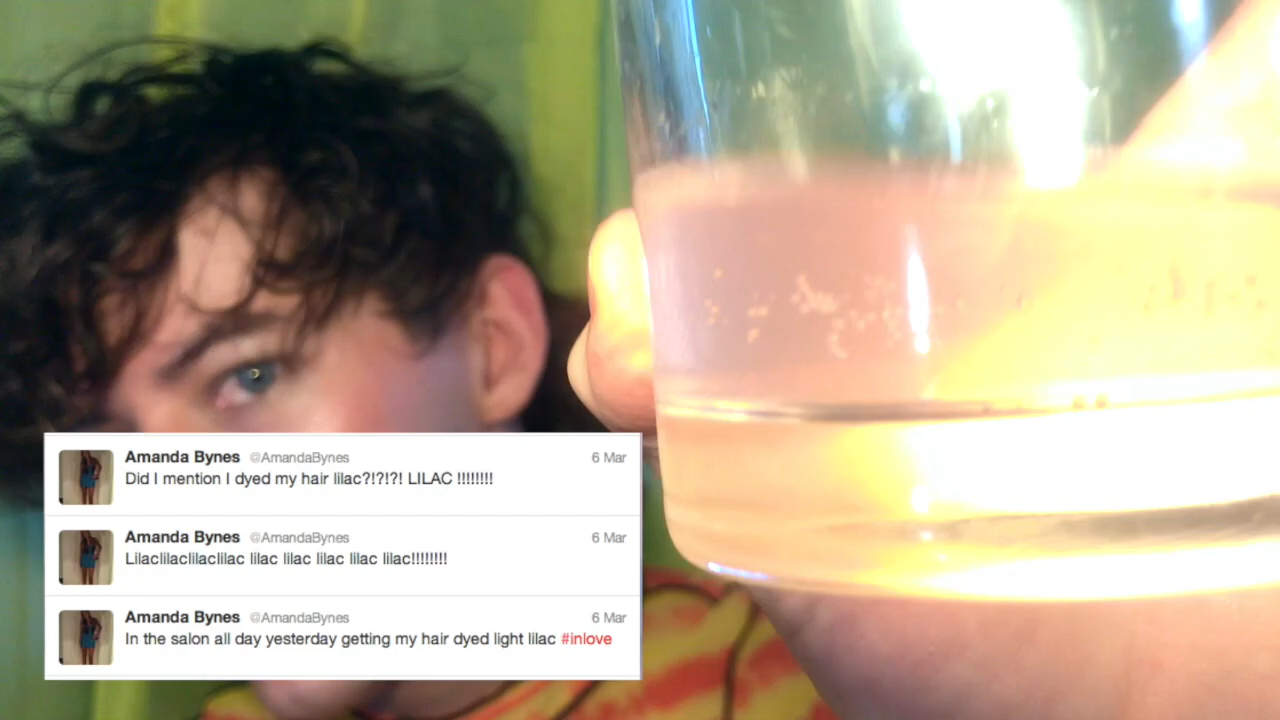 Amanda Bynes @AmandaBynes 6 Mar
Did I mention I dyed my hair lilac?!?!?! LILAC !!!!!!!!
Amanda Bynes @AmandaBynes 6 Mar
Lilaclilaclilaclilac lilac lilac lilac lilac lilac!!!!!!!!
Amanda Bynes @AmandaBynes 6 Mar
In the salon all day yesterday getting my hair dyed light lilac #inlove